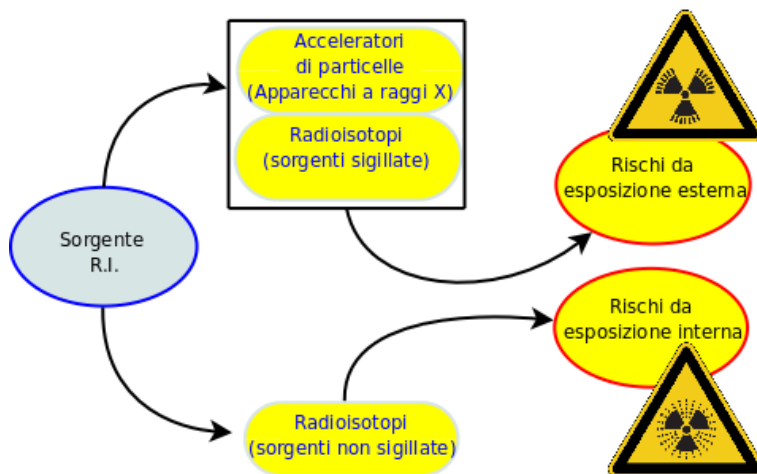 Acceleratori
di particelle
(Apparecchi a raggi X)
Radioisotopi
(sorgenti sigillate)
Rischi da
esposizione esterna
Sorgente
R.I.
Rischi da
esposizione interna
Radioisotopi
(sorgenti non sigillate)